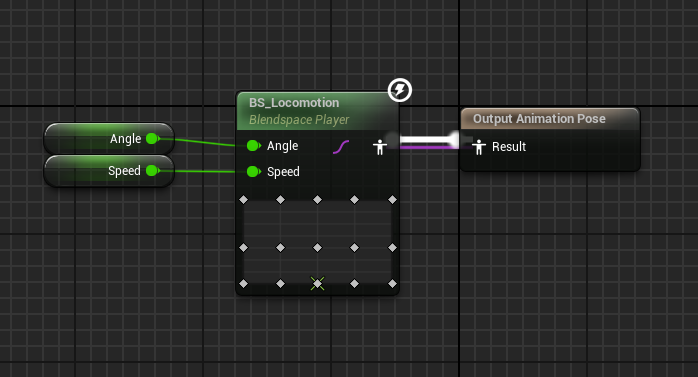 Angle
Speed
BS_Locomotion
Blendspace Player
Angle
Speed
Output Animation Pose
Result